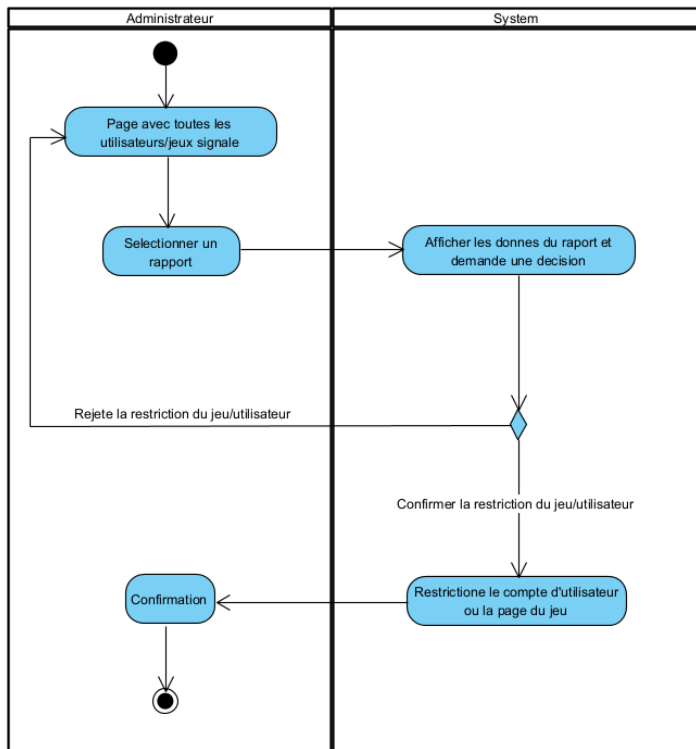 Administrateur
System
Page avec toutes les
utilisateurs/jeux signale
Selectionner un
rapport
Afficher les donnes du raport et
demande une decision
Rejete la restriction du jeu/utilisateur
Confirmer la restriction du jeu/utilisateur
Restrictione le compte d'utilisateur
ou la page du jeu
Confirmation